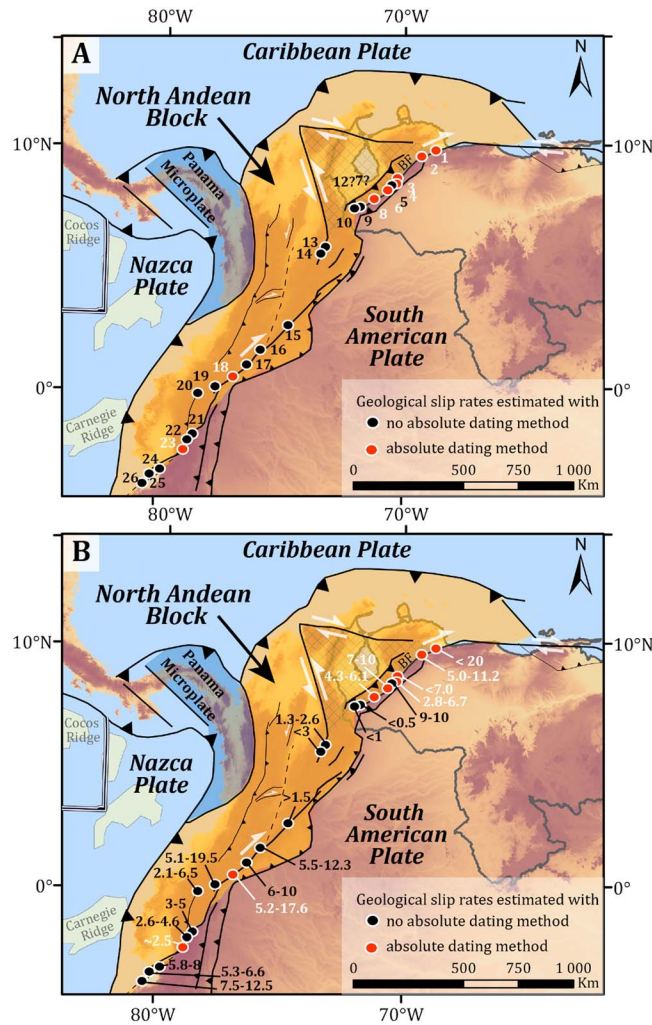 80°W 70°W
A
Caribbean Plate
N
North Andean
Block
10°N 10°N
Panama
Microplate
Cocos
Ridge
Nazca
Plate
BF
1
2
3
4
5
6
8
9
10
12?7?
13
14
15
16
17
18
19
20
21
22
23
24
25
26
South
American
Plate
0° 0°
Carnegie
Ridge
Geological slip rates estimated with
no absolute dating method
absolute dating method
0 500 750 1 000
Km
80°W 70°W
B
Caribbean Plate
N
North Andean
Block
10°N 10°N
Panama
Microplate
Cocos
Ridge
Nazca
Plate
BF
7-10
4.3-6.1
< 20
5.0-11.2
<7.0
2.8-6.7
9-10
<0.5
<1
1.3-2.6
<3
>1.5
South
American
Plate
5.1-19.5
2.1-6.5
5.5-12.3
6-10
5.2-17.6
0° 0°
3-5
2.6-4.6
~2.5
5.8-8
5.3-6.6
7.5-12.5
Carnegie
Ridge
Geological slip rates estimated with
no absolute dating method
absolute dating method
0 500 750 1 000
Km
80°W 70°W